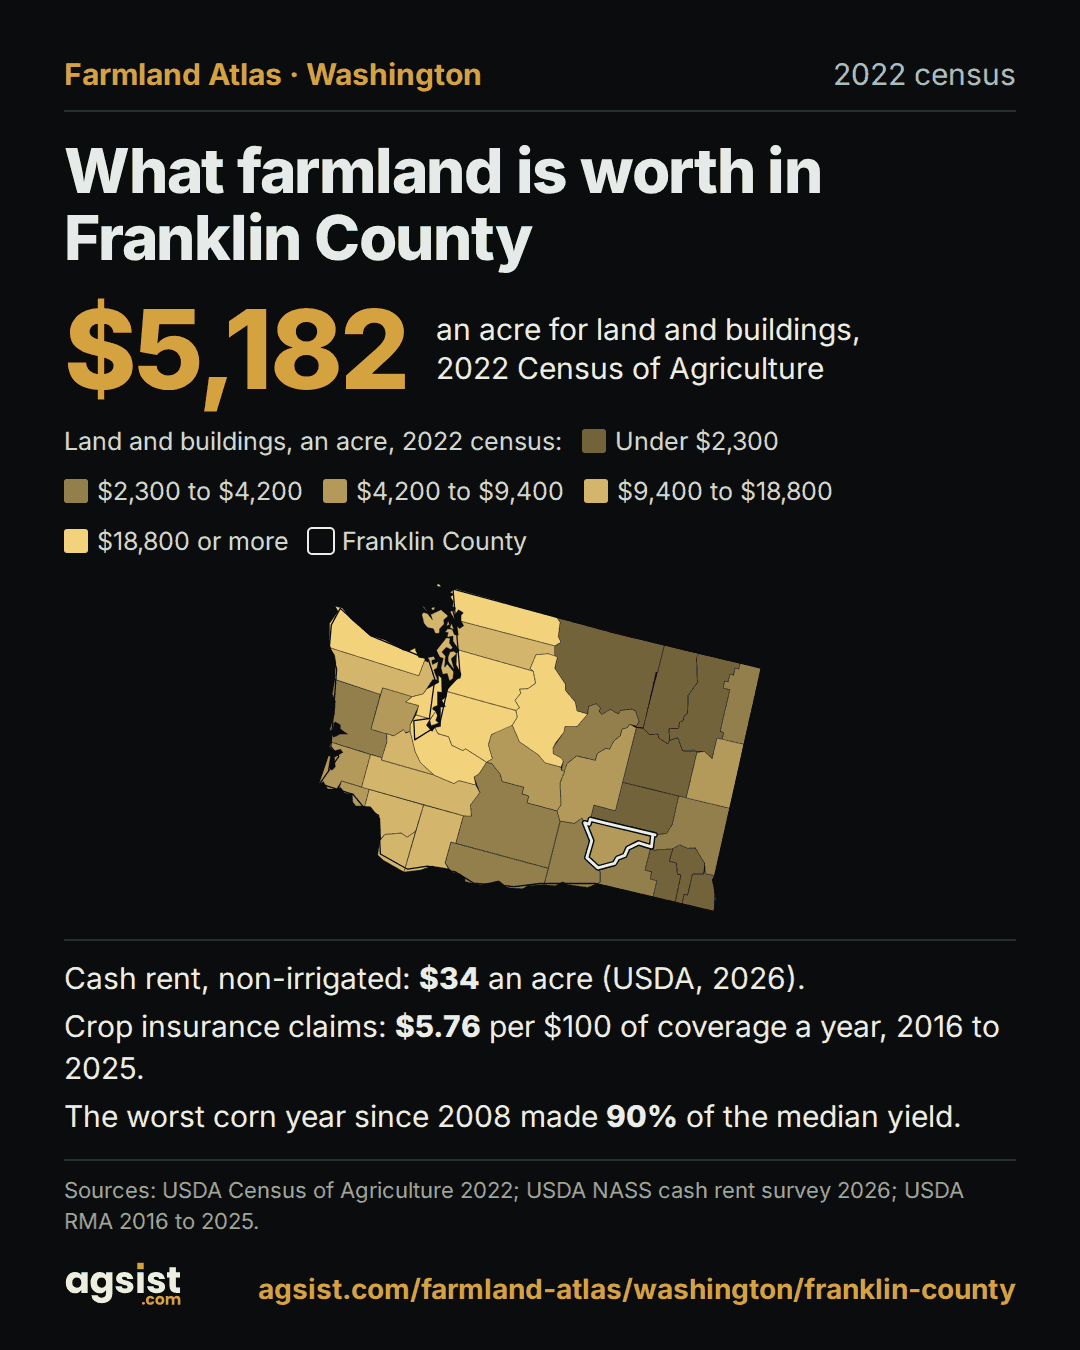 Farmland Atlas · Washington
2022 census
What farmland is worth in
Franklin County
$5,182
an acre for land and buildings,
2022 Census of Agriculture
Land and buildings, an acre, 2022 census: Under $2,300
$2,300 to $4,200 $4,200 to $9,400 $9,400 to $18,800
$18,800 or more Franklin County
Cash rent, non-irrigated: $34 an acre (USDA, 2026).
Crop insurance claims: $5.76 per $100 of coverage a year, 2016 to
2025.
The worst corn year since 2008 made 90% of the median yield.
Sources: USDA Census of Agriculture 2022; USDA NASS cash rent survey 2026; USDA
RMA 2016 to 2025.
agsist
.com
agsist.com/farmland-atlas/washington/franklin-county